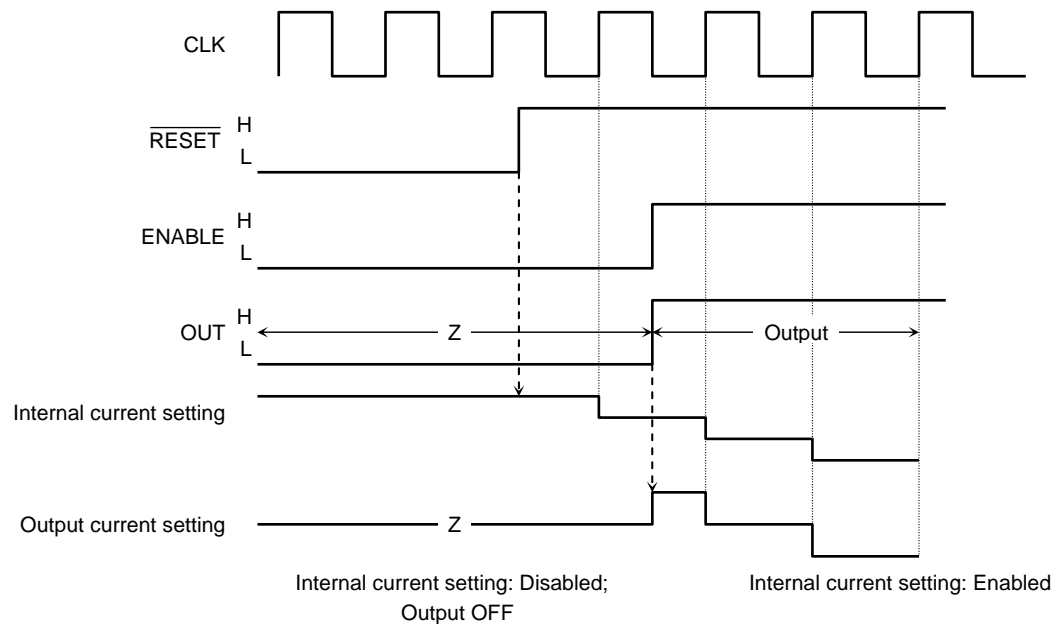 CLK
RESET
H
L
ENABLE
H
L
OUT
H
L
Z
Output
Internal current setting
Output current setting
Z
Internal current setting: Disabled;
Output OFF
Internal current setting: Enabled